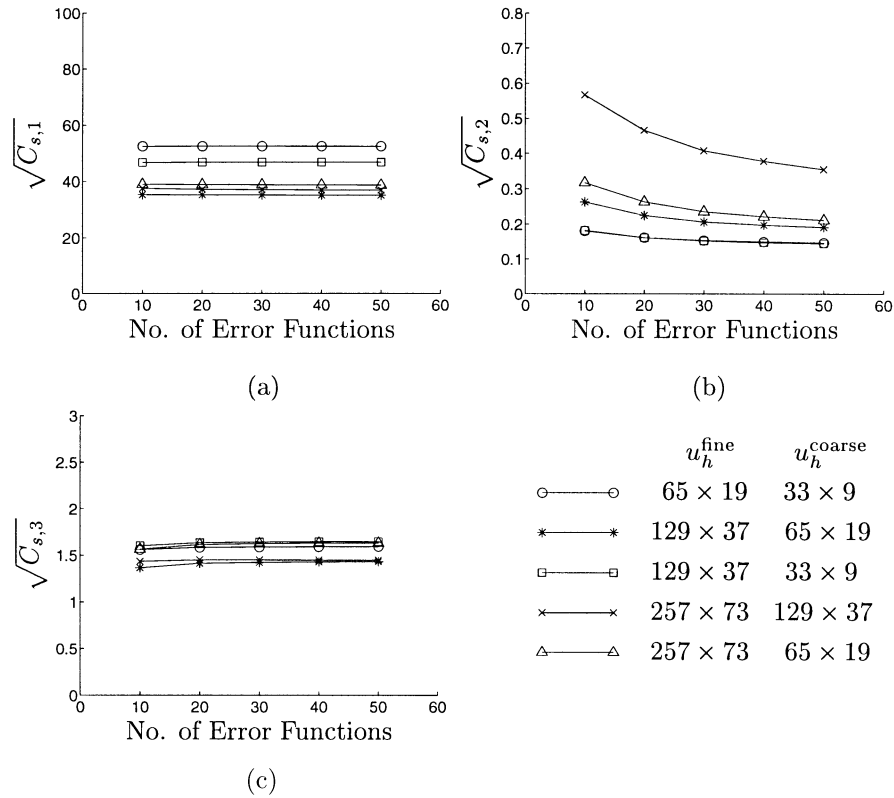 100
80
60
40
20
0
√C_{s,1}
0 10 20 30 40 50 60
No. of Error Functions
(a)
0.8
0.7
0.6
0.5
0.4
0.3
0.2
0.1
0
√C_{s,2}
0 10 20 30 40 50 60
No. of Error Functions
(b)
3
2.5
2
1.5
1
0.5
0
√C_{s,3}
0 10 20 30 40 50 60
No. of Error Functions
(c)
u_h^{fine} u_h^{coarse}
65 × 19 33 × 9
129 × 37 65 × 19
129 × 37 33 × 9
257 × 73 129 × 37
257 × 73 65 × 19